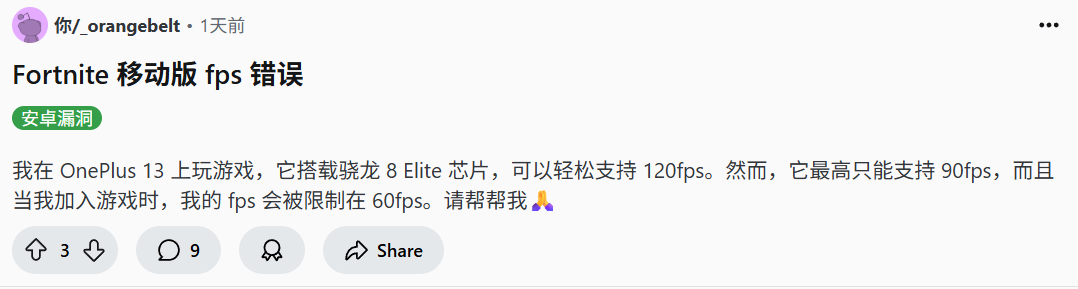 你/_orangebelt • 1天前
Fortnite 移动版 fps 错误
安卓漏洞
我在 OnePlus 13 上玩游戏，它搭载骁龙 8 Elite 芯片，可以轻松支持 120fps。然而，它最高只能支持 90fps，而且
当我加入游戏时，我的 fps 会被限制在 60fps。请帮帮我🙏
3 9 Share